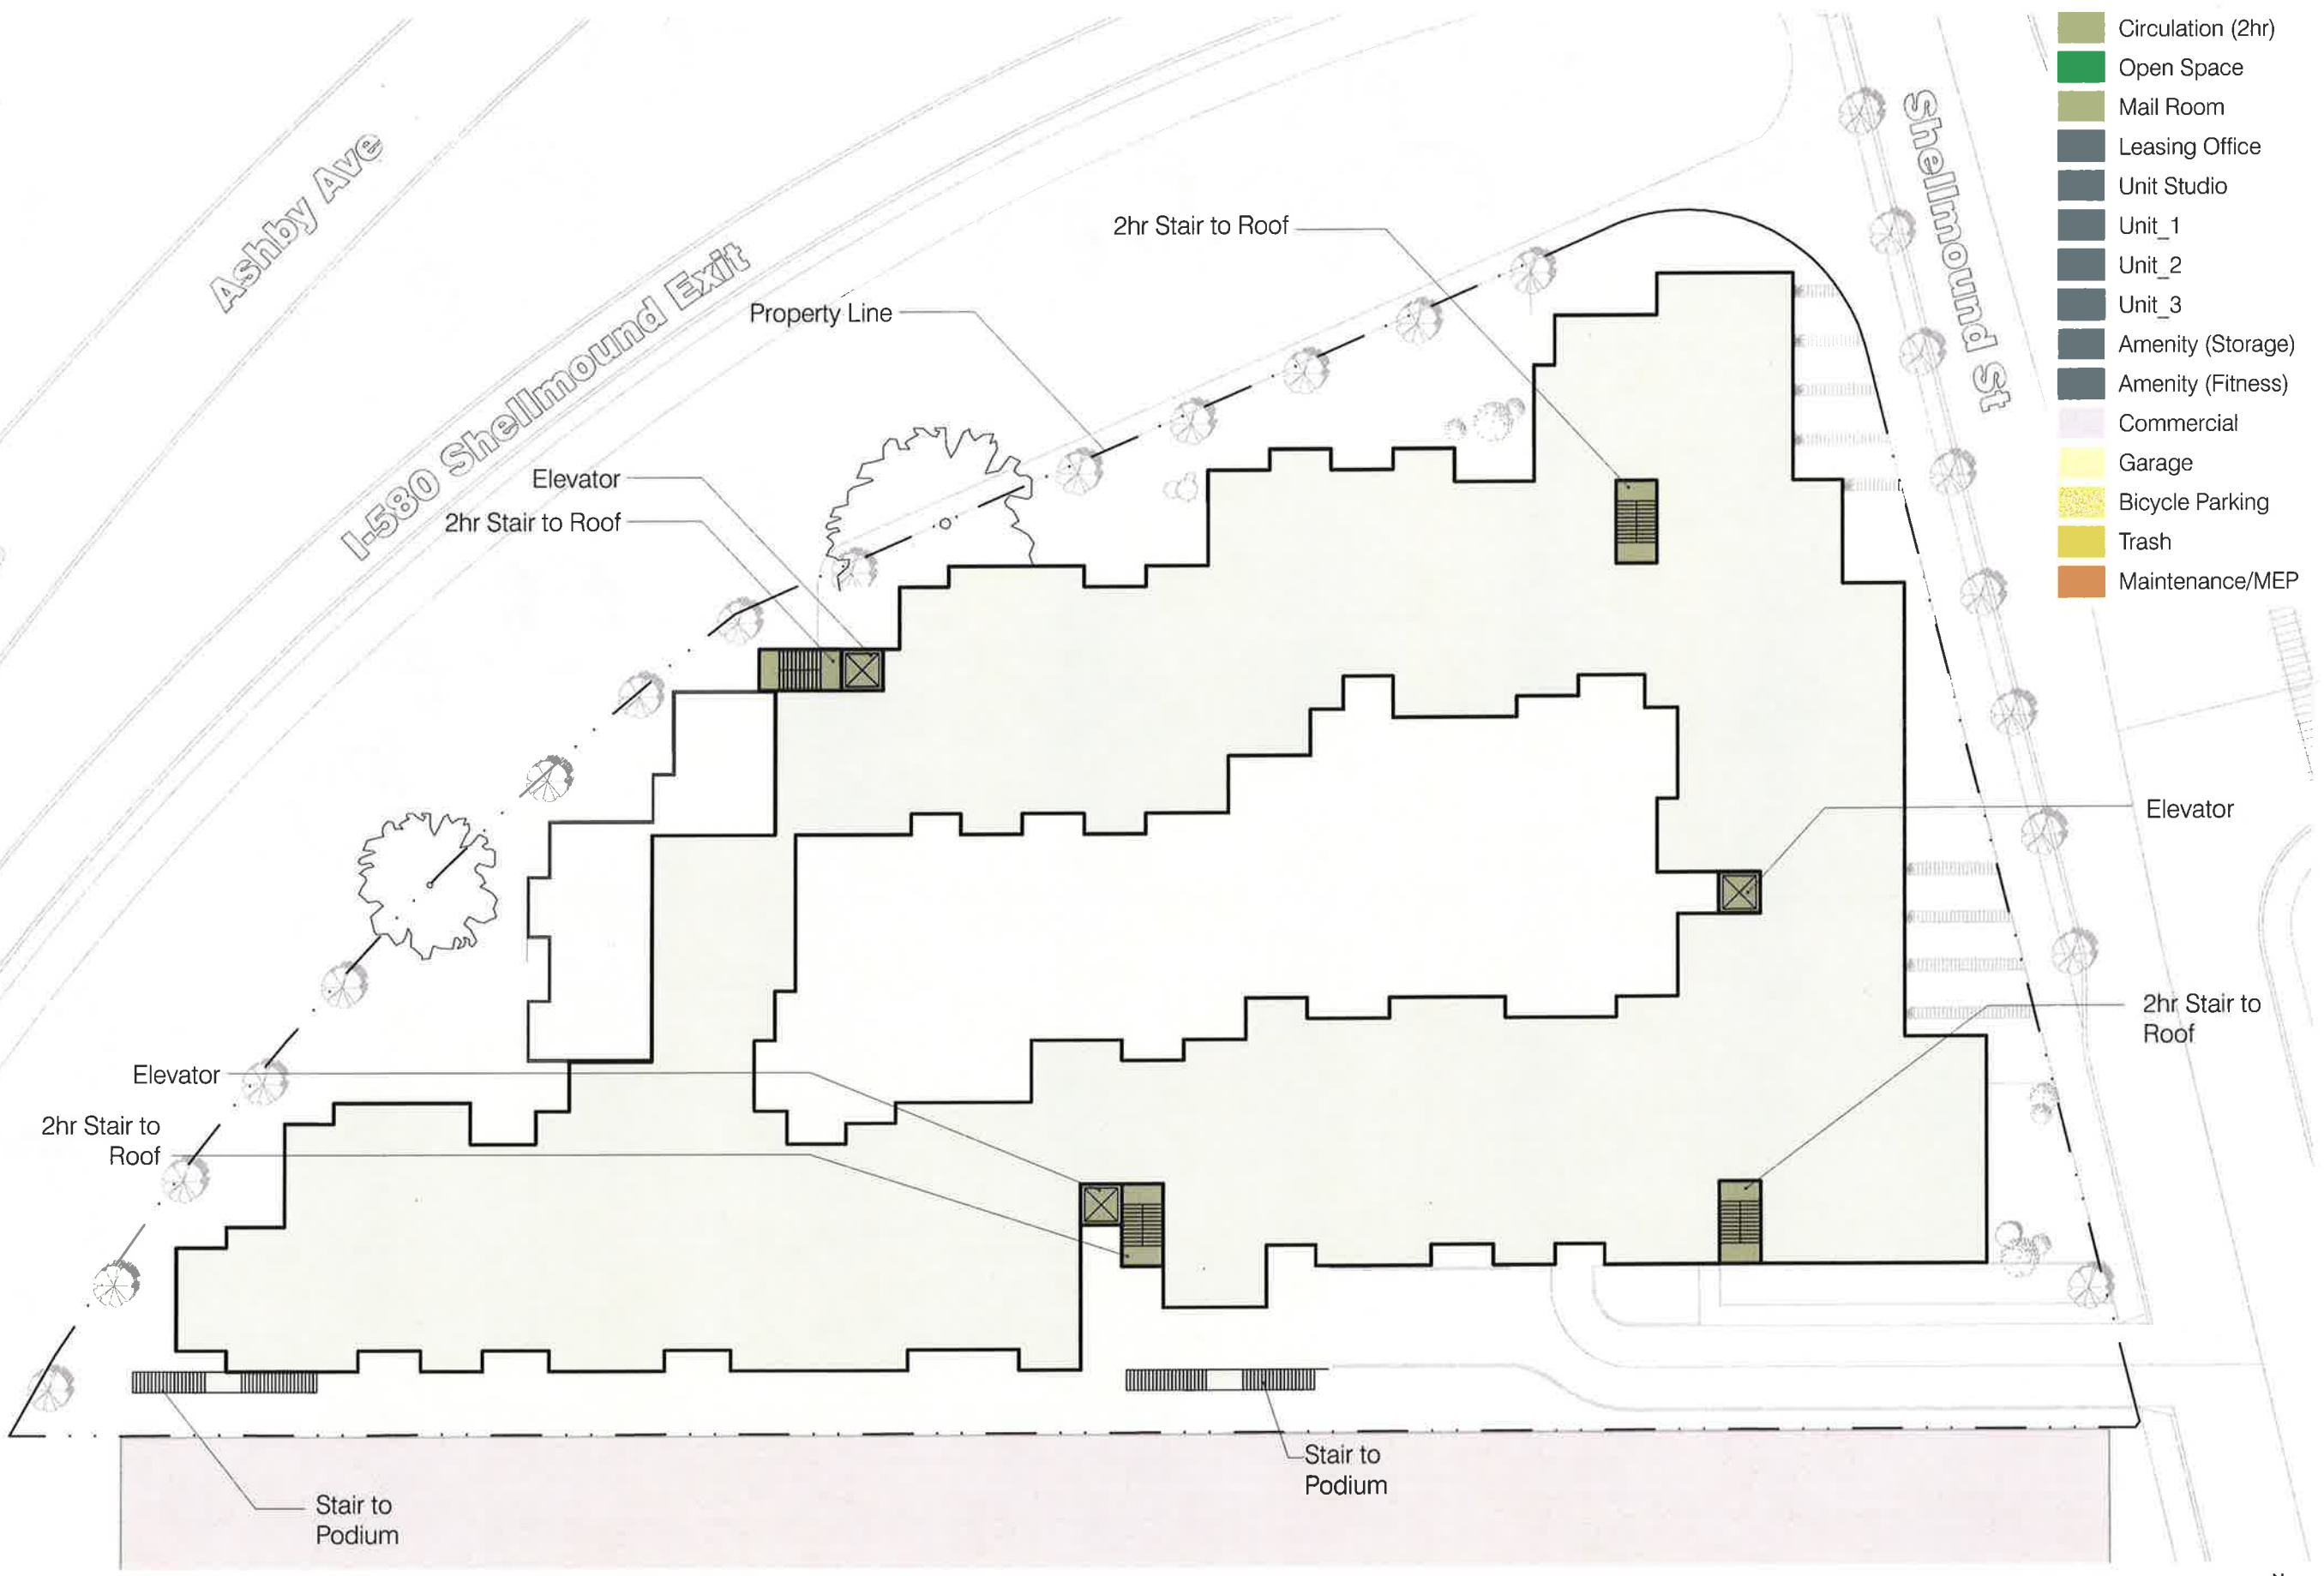 Circulation (2hr)
Open Space
Mail Room
Leasing Office
Unit Studio
Unit_1
Unit_2
Unit_3
Amenity (Storage)
Amenity (Fitness)
Commercial
Garage
Bicycle Parking
Trash
Maintenance/MEP
Ashby Ave
I-580 Shellmound Exit
Shellmound St
2hr Stair to Roof
Property Line
Elevator
2hr Stair to Roof
Elevator
2hr Stair to
Roof
Elevator
2hr Stair to
Roof
Stair to
Podium
Stair to
Podium